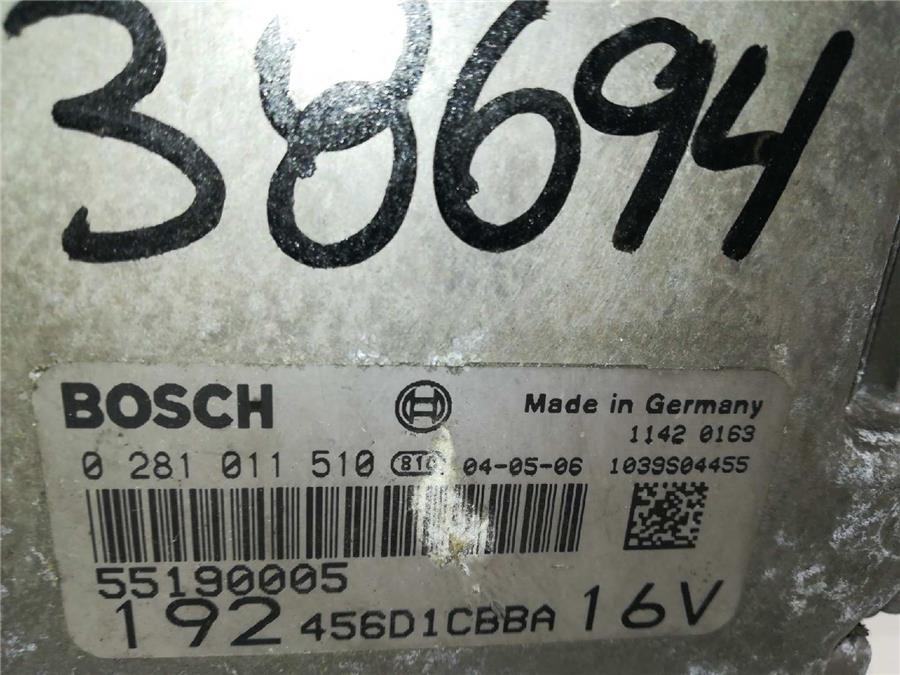 38694
BOSCH Made in Germany
1142 0163
0 281 011 510 810 04-05-06 1039S04455
55190005
192 456D1CBBA 16V